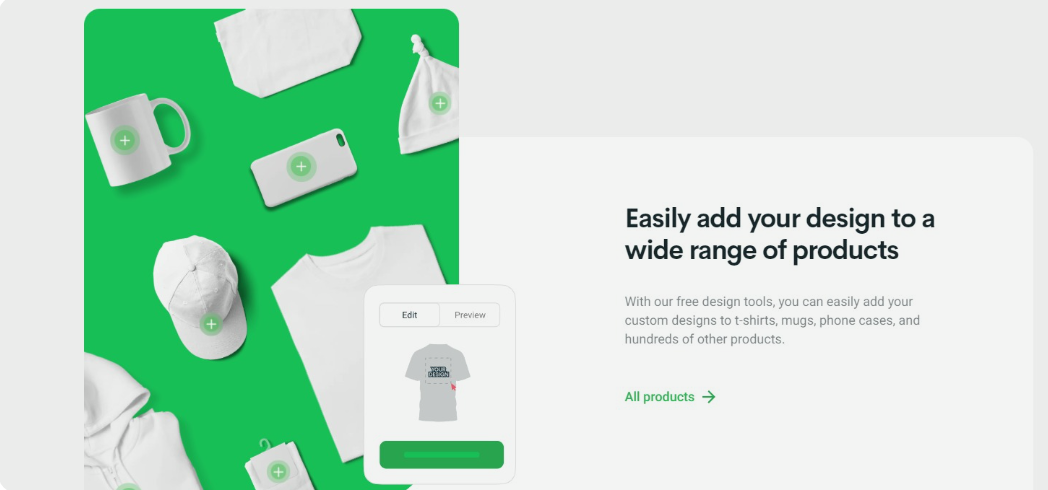 Easily add your design to a
wide range of products
With our free design tools, you can easily add your
custom designs to t-shirts, mugs, phone cases, and
hundreds of other products.
All products
Edit
Preview
YOUR
DESIGN